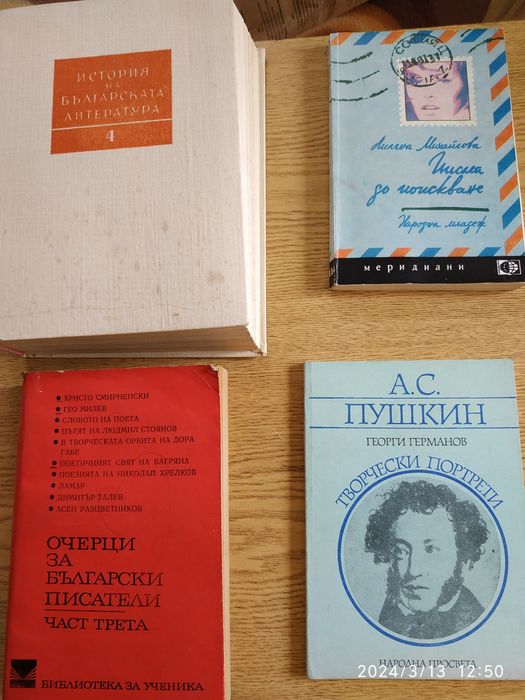 ИСТОРИЯ
НА
БЪЛГАРСКАТА
ЛИТЕРАТУРА
4
СОФИЯ
Лиляна Михайлова
Писма
до поискване
Народна младеж
меридиани
ХРИСТО СМИРНЕНСКИ
ГЕО МИЛЕВ
СЛОВОТО НА ПОЕТА
ПЪТЯТ НА ЛЮДМИЛ СТОЯНОВ
В ТВОРЧЕСКАТА ОРБИТА НА ДОРА
ГАБЕ
ПОЕТИЧНИЯТ СВЯТ НА БАГРЯНА
ПОЕЗИЯТА НА НИКОЛАЙ ХРЕЛКОВ
ЛАМАР
ДИМИТЪР ТАЛЕВ
АСЕН РАЗЦВЕТНИКОВ
ОЧЕРЦИ
ЗА
БЪЛГАРСКИ
ПИСАТЕЛИ
ЧАСТ ТРЕТА
БИБЛИОТЕКА ЗА УЧЕНИКА
А.С.
ПУШКИН
ГЕОРГИ ГЕРМАНОВ
ТВОРЧЕСКИ ПОРТРЕТИ
НАРОДНА ПРОСВЕТА
2024/3/13 12:50